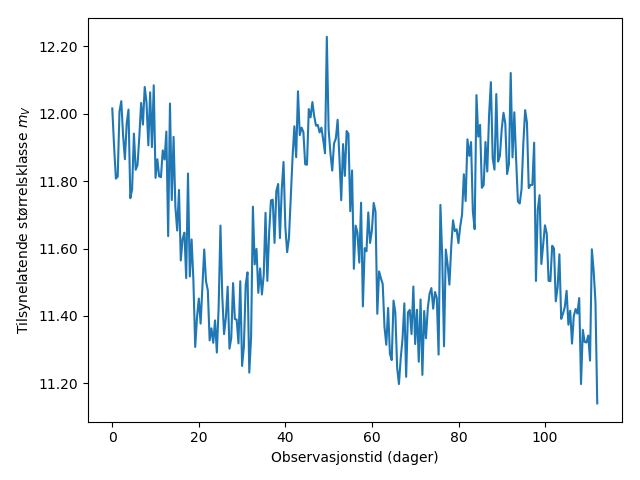 12.20
12.00
11.80
11.60
11.40
11.20
Tilsynelatende størrelsesklasse $m_V$
0 20 40 60 80 100
Observasjonstid (dager)